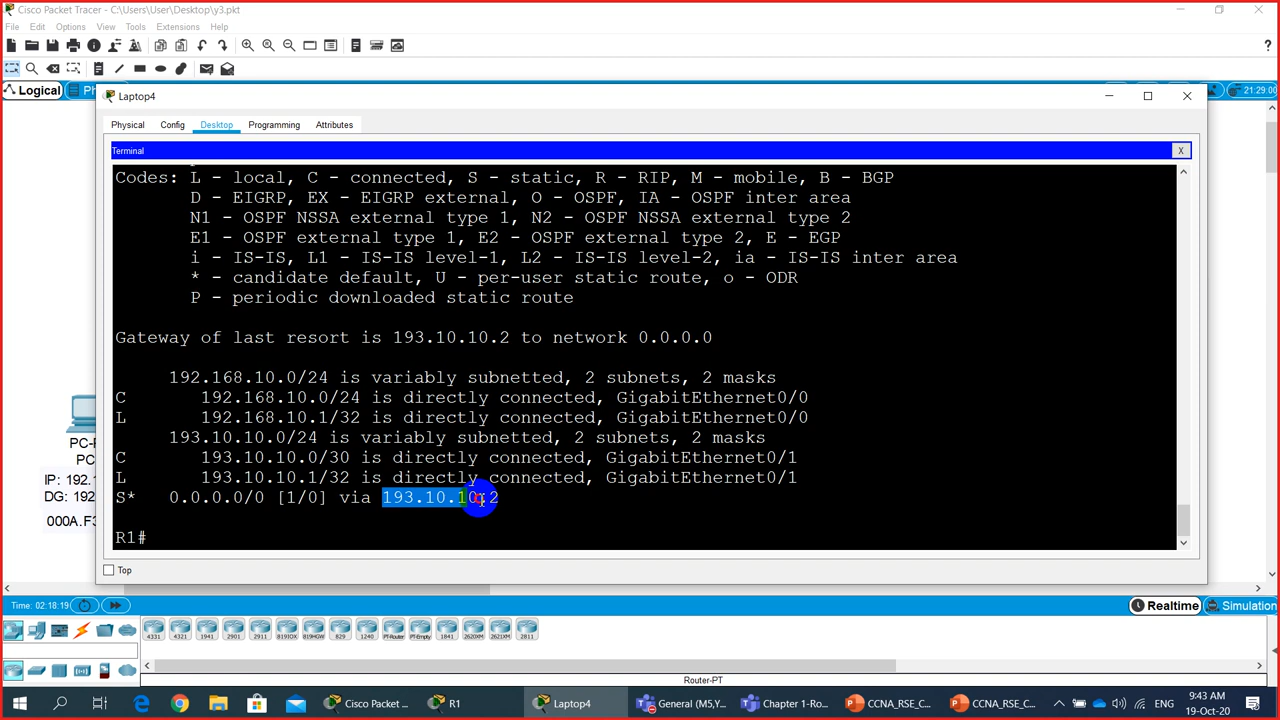 Cisco Packet Tracer - C:\Users\User\Desktop\y3.pkt
File Edit Options View Tools Extensions Help
?
Logical
21:29:00
Laptop4
Physical Config Desktop Programming Attributes
Terminal
X
Codes: L - local, C - connected, S - static, R - RIP, M - mobile, B - BGP
D - EIGRP, EX - EIGRP external, O - OSPF, IA - OSPF inter area
N1 - OSPF NSSA external type 1, N2 - OSPF NSSA external type 2
E1 - OSPF external type 1, E2 - OSPF external type 2, E - EGP
i - IS-IS, L1 - IS-IS level-1, L2 - IS-IS level-2, ia - IS-IS inter area
* - candidate default, U - per-user static route, o - ODR
P - periodic downloaded static route
Gateway of last resort is 193.10.10.2 to network 0.0.0.0
192.168.10.0/24 is variably subnetted, 2 subnets, 2 masks
C 192.168.10.0/24 is directly connected, GigabitEthernet0/0
L 192.168.10.1/32 is directly connected, GigabitEthernet0/0
193.10.10.0/24 is variably subnetted, 2 subnets, 2 masks
C 193.10.10.0/30 is directly connected, GigabitEthernet0/1
L 193.10.10.1/32 is directly connected, GigabitEthernet0/1
S* 0.0.0.0/0 [1/0] via 193.10.10.2
R1#
PC-
PC
IP: 192.1
DG: 192
000A.F3
Top
Time: 02:18:19
Realtime
Simulation
4331 4321 1941 2901 2911 819IOX 819HGW 829 1240 PT-Router PT-Empty 1841 2620XM 2621XM 2811
Router-PT
Cisco Packet R1 Laptop4 General (M5,Y... Chapter 1-Ro... CCNA_RSE_C... CCNA_RSE_C... ENG
9:43 AM
19-Oct-20